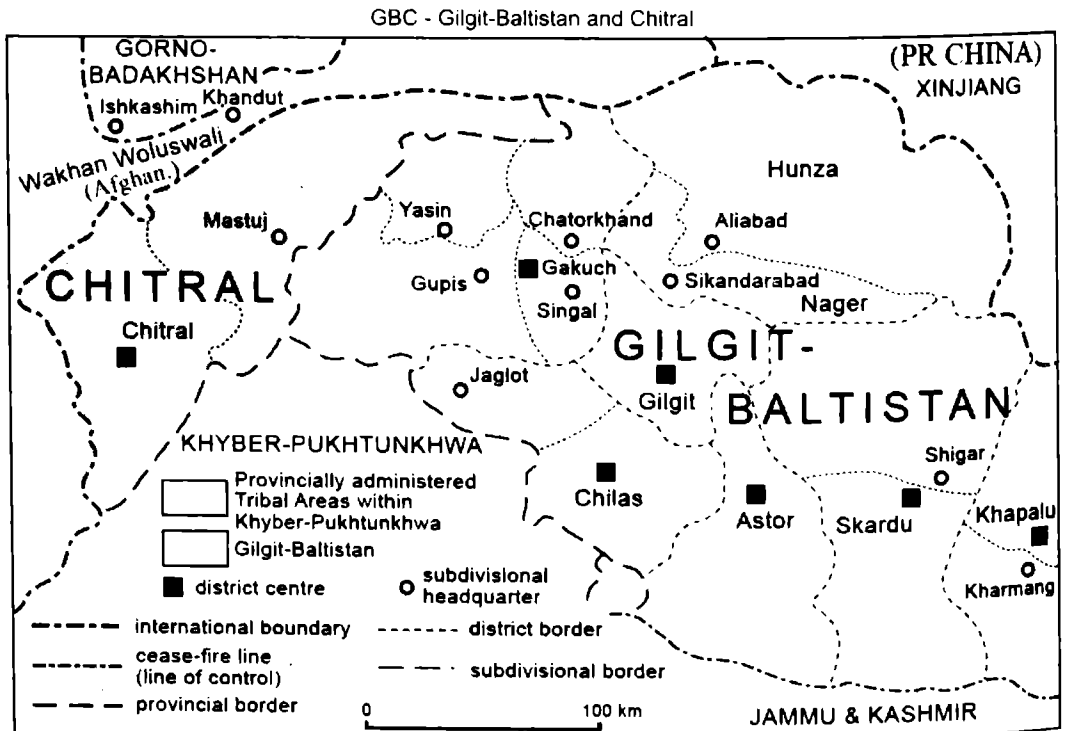 GBC - Gilgit-Baltistan and Chitral
GORNO-
BADAKHSHAN
(PR CHINA)
XINJIANG
Ishkashim
Khandut
Wakhan Woluswali
(Afghan.)
Hunza
Mastuj
Yasin
Chatorkhand
Aliabad
CHITRAL
Gupis
Gakuch
Sikandarabad
Singal
Nager
Chitral
GILGIT-
Jaglot
Gilgit
BALTISTAN
KHYBER-PUKHTUNKHWA
Shigar
Provincially administered
Tribal Areas within
Khyber-Pukhtunkhwa
Chilas
Astor
Skardu
Khapalu
Gilgit-Baltistan
district centre
subdivisional
headquarter
Kharmang
international boundary
district border
cease-fire line
(line of control)
subdivisional border
provincial border
0
100 km
JAMMU & KASHMIR